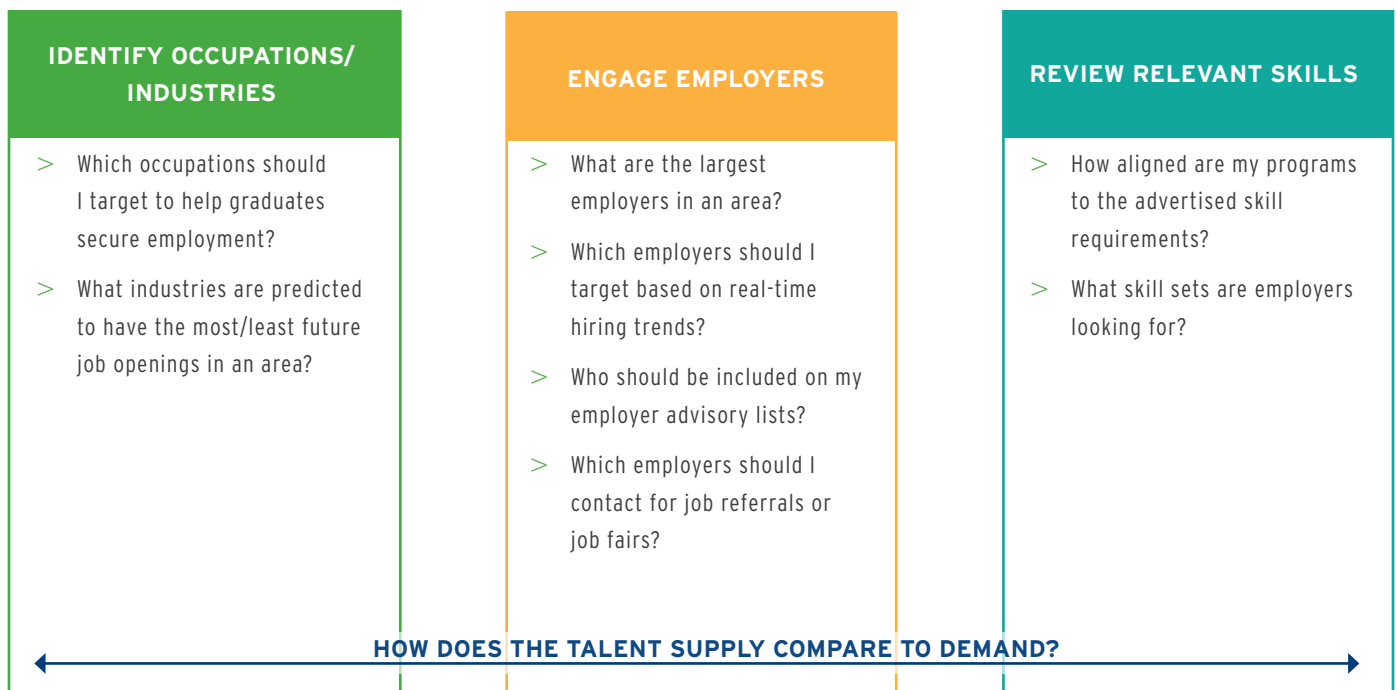 IDENTIFY OCCUPATIONS/
INDUSTRIES
> Which occupations should
I target to help graduates
secure employment?
> What industries are predicted
to have the most/least future
job openings in an area?
ENGAGE EMPLOYERS
> What are the largest
employers in an area?
> Which employers should I
target based on real-time
hiring trends?
> Who should be included on my
employer advisory lists?
> Which employers should I
contact for job referrals or
job fairs?
REVIEW RELEVANT SKILLS
> How aligned are my programs
to the advertised skill
requirements?
> What skill sets are employers
looking for?
HOW DOES THE TALENT SUPPLY COMPARE TO DEMAND?